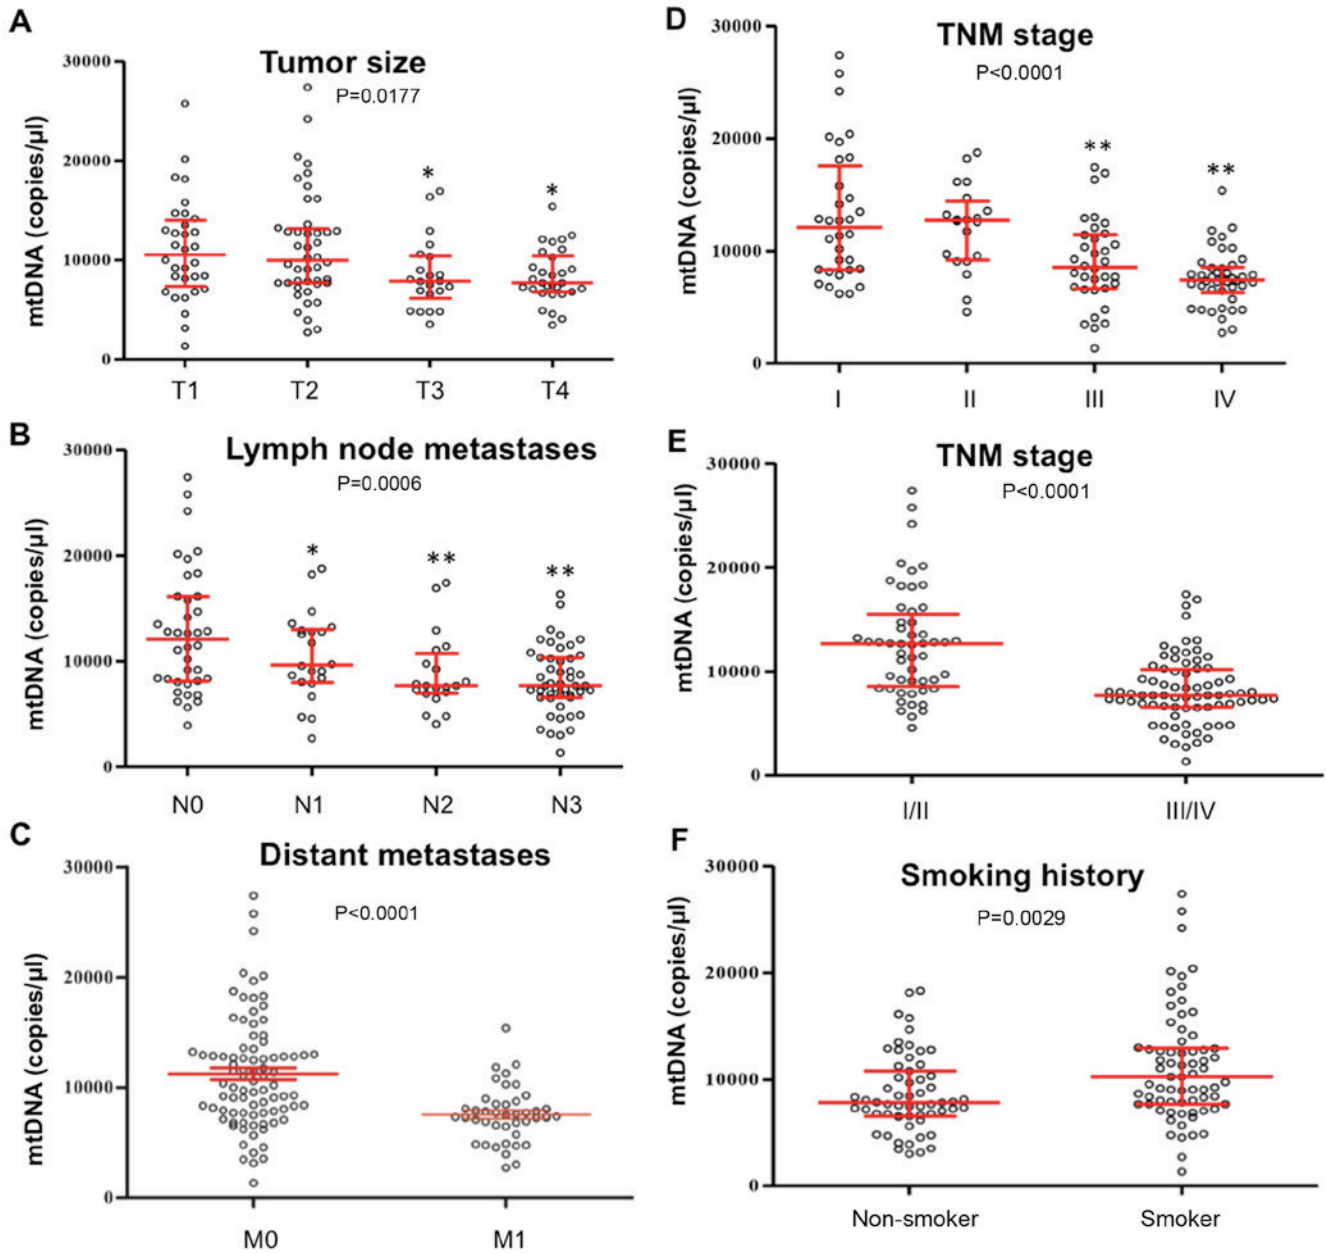 A
Tumor size
P=0.0177
mtDNA (copies/µl)
30000
20000
10000
0
*
*
T1 T2 T3 T4
B
Lymph node metastases
P=0.0006
mtDNA (copies/µl)
30000
20000
10000
0
*
**
**
N0 N1 N2 N3
C
Distant metastases
P<0.0001
mtDNA (copies/µl)
30000
20000
10000
0
M0 M1
D
TNM stage
P<0.0001
mtDNA (copies/µl)
30000
20000
10000
0
**
**
I II III IV
E
TNM stage
P<0.0001
mtDNA (copies/µl)
30000
20000
10000
0
I/II III/IV
F
Smoking history
P=0.0029
mtDNA (copies/µl)
30000
20000
10000
0
Non-smoker Smoker